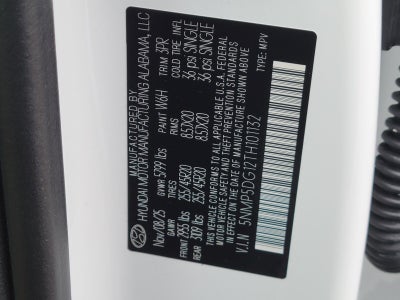 MANUFACTURED BY
HYUNDAI MOTOR MANUFACTURING ALABAMA, LLC
Nov/08/25 GVWR 5799 lbs PAINT W6H TRIM 3PR
GAWR TIRES RIMS COLD TIRE INFL
FRONT 2955 lbs 255/45R20 8.5JX20 36 psi SINGLE
REAR 3109 lbs 255/45R20 8.5JX20 36 psi SINGLE
THIS VEHICLE CONFORMS TO ALL APPLICABLE U.S.A. FEDERAL
MOTOR VEHICLE SAFETY AND THEFT PREVENTION STANDARDS
IN EFFECT ON THE DATE OF MANUFACTURE SHOWN ABOVE.
V.I.N 5NMP5DG12TH101132 TYPE: MPV